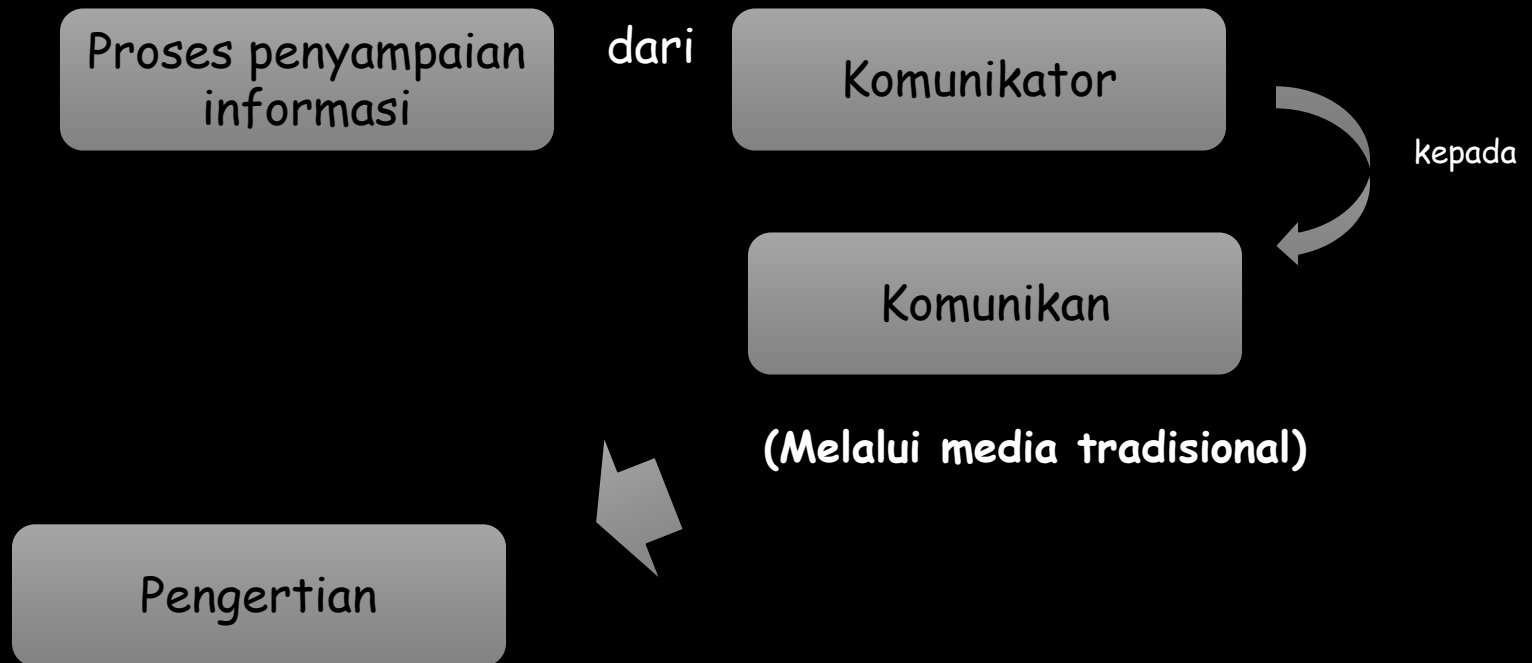 Proses penyampaian
informasi
dari
Komunikator
kepada
Komunikan
(Melalui media tradisional)
Pengertian